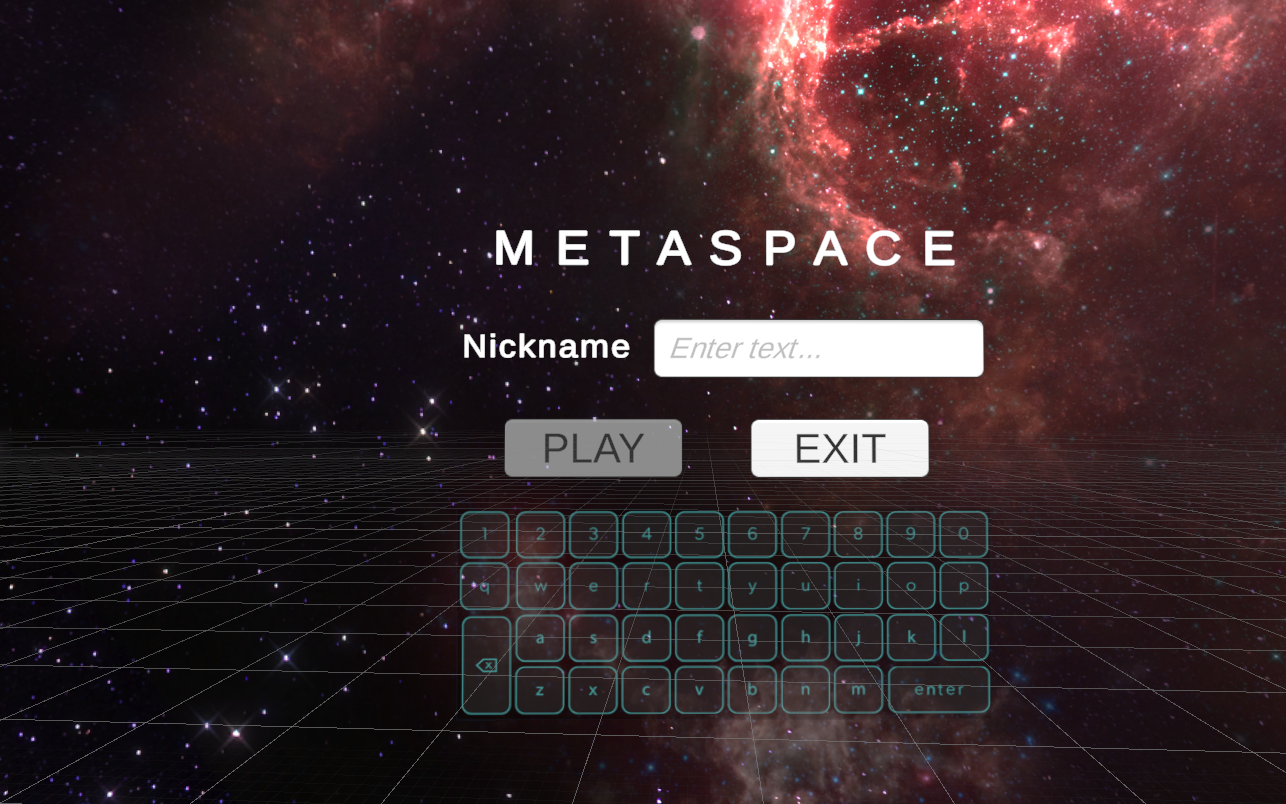 METASPACE
Nickname Enter text...
PLAY EXIT
1 2 3 4 5 6 7 8 9 0
q w e r t y u i o p
a s d f g h j k l
z x c v b n m enter